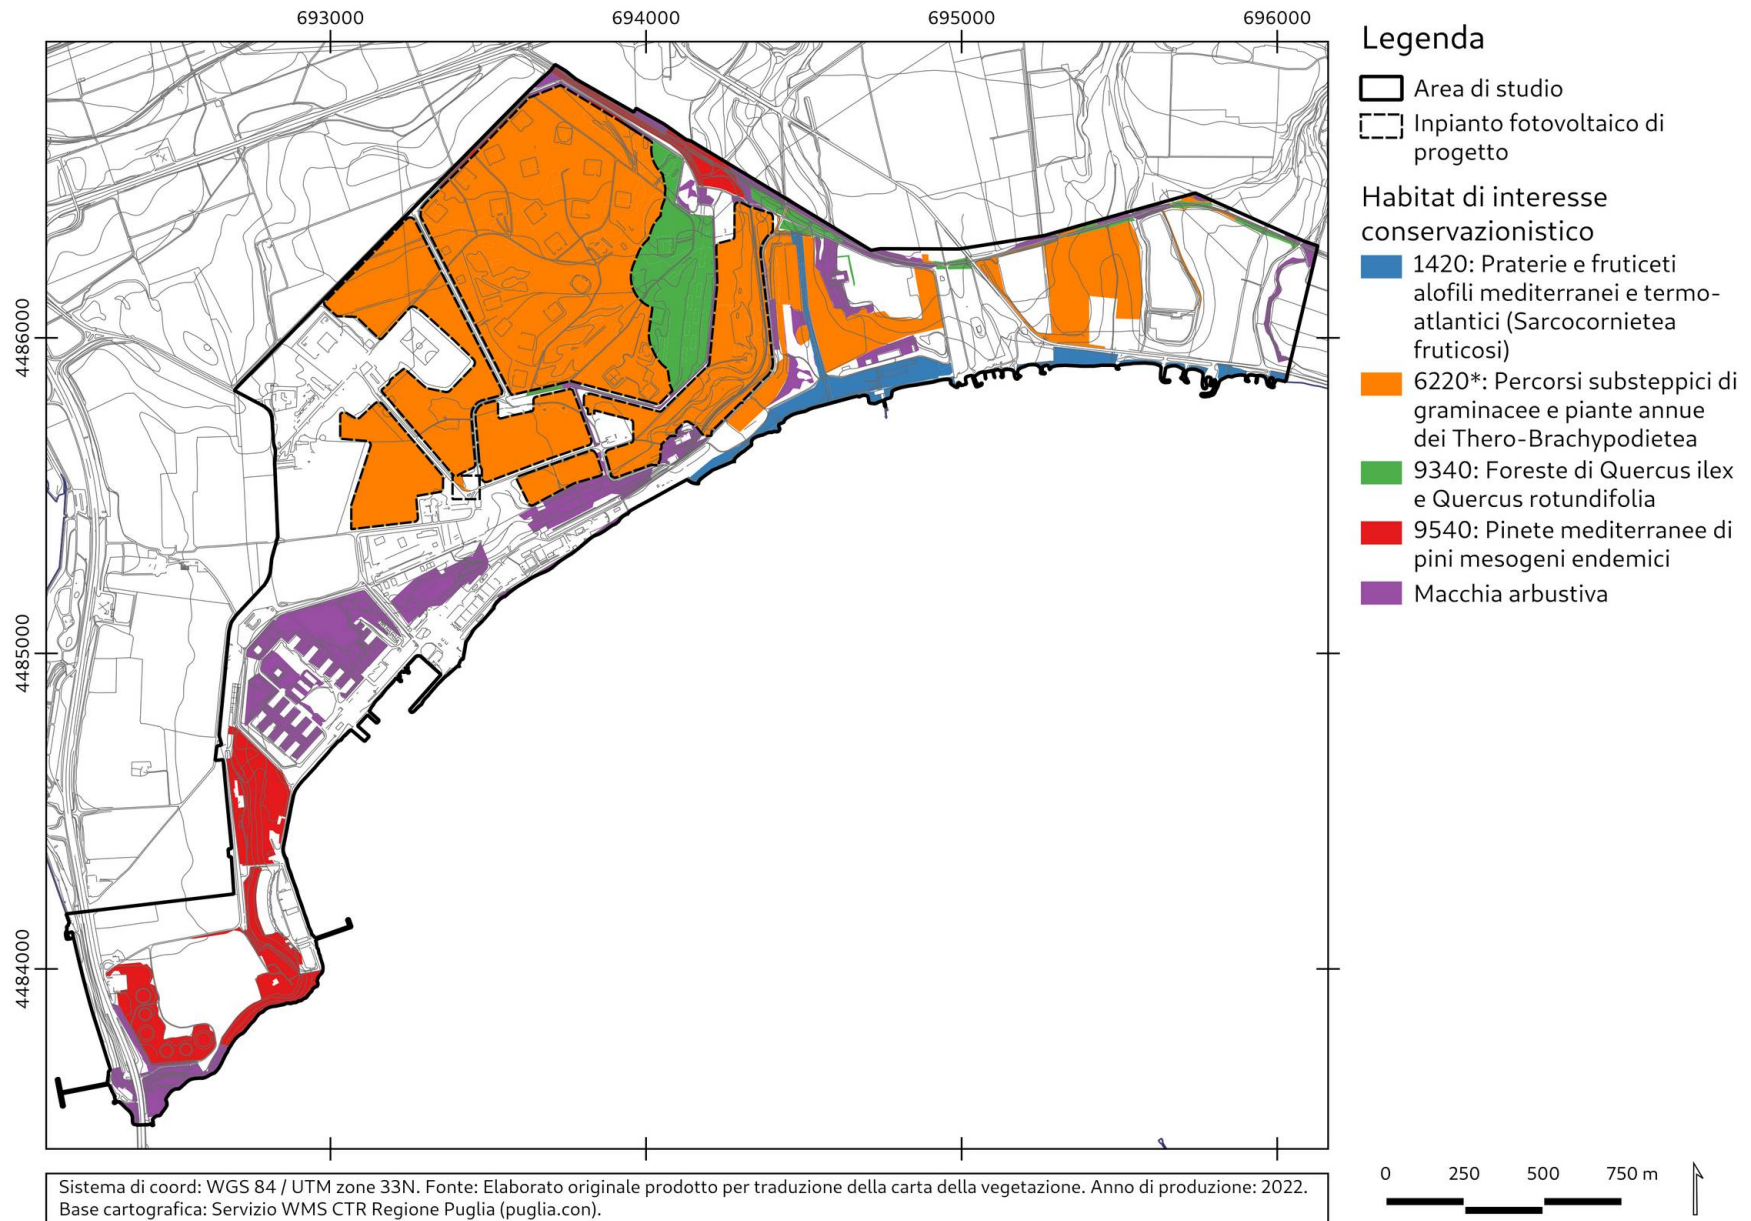 693000
694000
695000
696000
4486000
4485000
4484000
Legenda
Area di studio
Inpianto fotovoltaico di
progetto
Habitat di interesse
conservazionistico
1420: Praterie e fruticeti
alofili mediterranei e termo-
atlantici (Sarcocornietea
fruticosi)
6220*: Percorsi substeppici di
graminacee e piante annue
dei Thero-Brachypodietea
9340: Foreste di Quercus ilex
e Quercus rotundifolia
9540: Pinete mediterranee di
pini mesogeni endemici
Macchia arbustiva
0 250 500 750 m
Sistema di coord: WGS 84 / UTM zone 33N. Fonte: Elaborato originale prodotto per traduzione della carta della vegetazione. Anno di produzione: 2022.
Base cartografica: Servizio WMS CTR Regione Puglia (puglia.con).